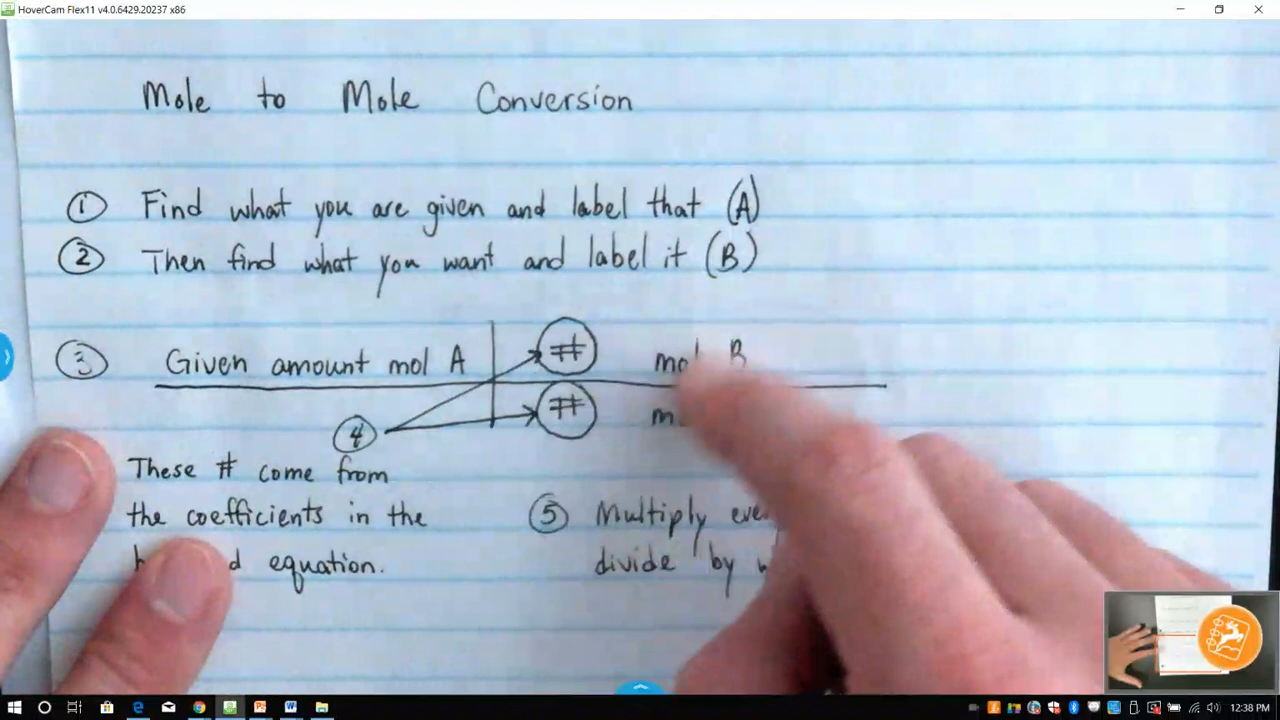 HoverCam Flex11 v4.0.6429.20237 x86
Mole to Mole Conversion
① Find what you are given and label that (A)
② Then find what you want and label it (B)
③ Given amount mol A # mol B
④ #
These # come from
the coefficients in the
equation.
⑤ Multiply
divide by
12:38 PM